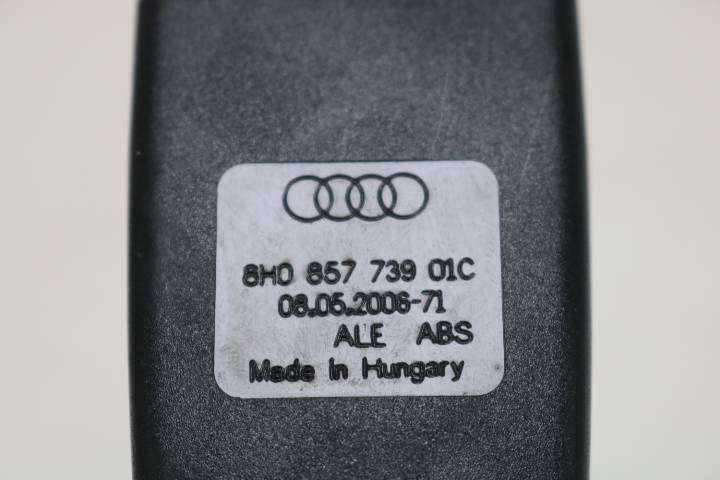 8H0 857 739 01C
08.05.2006-71
ALE ABS
Made In Hungary